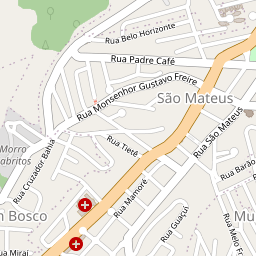 Rua Belo Horizonte
Rua Padre Café
Rua Monsenhor Gustavo Freire
São Mateus
Rua São Mateus
Rua Cruzador Bahia
Morro
Rua Tietê
Rua Barão
Rua Mamoré
Bosco
Rua Guaçuí
Mu
Rua Melo Fr
Rua Mirai